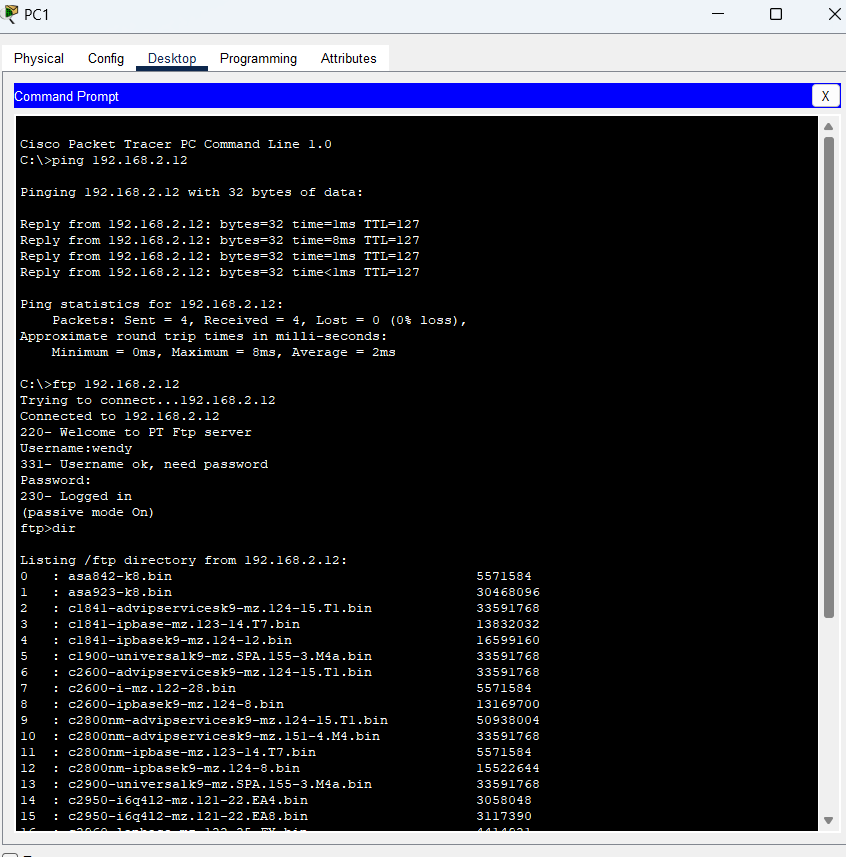 PC1
Physical Config Desktop Programming Attributes
Command Prompt X
Cisco Packet Tracer PC Command Line 1.0
C:\>ping 192.168.2.12
Pinging 192.168.2.12 with 32 bytes of data:
Reply from 192.168.2.12: bytes=32 time=1ms TTL=127
Reply from 192.168.2.12: bytes=32 time=8ms TTL=127
Reply from 192.168.2.12: bytes=32 time=1ms TTL=127
Reply from 192.168.2.12: bytes=32 time<1ms TTL=127
Ping statistics for 192.168.2.12:
Packets: Sent = 4, Received = 4, Lost = 0 (0% loss),
Approximate round trip times in milli-seconds:
Minimum = 0ms, Maximum = 8ms, Average = 2ms
C:\>ftp 192.168.2.12
Trying to connect...192.168.2.12
Connected to 192.168.2.12
220- Welcome to PT Ftp server
Username:wendy
331- Username ok, need password
Password:
230- Logged in
(passive mode On)
ftp>dir
Listing /ftp directory from 192.168.2.12:
0 : asa842-k8.bin 5571584
1 : asa923-k8.bin 30468096
2 : c1841-advipservicesk9-mz.124-15.T1.bin 33591768
3 : c1841-ipbase-mz.123-14.T7.bin 13832032
4 : c1841-ipbasek9-mz.124-12.bin 16599160
5 : c1900-universalk9-mz.SPA.155-3.M4a.bin 33591768
6 : c2600-advipservicesk9-mz.124-15.T1.bin 33591768
7 : c2600-i-mz.122-28.bin 5571584
8 : c2600-ipbasek9-mz.124-8.bin 13169700
9 : c2800nm-advipservicesk9-mz.124-15.T1.bin 50938004
10 : c2800nm-advipservicesk9-mz.151-4.M4.bin 33591768
11 : c2800nm-ipbase-mz.123-14.T7.bin 5571584
12 : c2800nm-ipbasek9-mz.124-8.bin 15522644
13 : c2900-universalk9-mz.SPA.155-3.M4a.bin 33591768
14 : c2950-i6q4l2-mz.121-22.EA4.bin 3058048
15 : c2950-i6q4l2-mz.121-22.EA8.bin 3117390